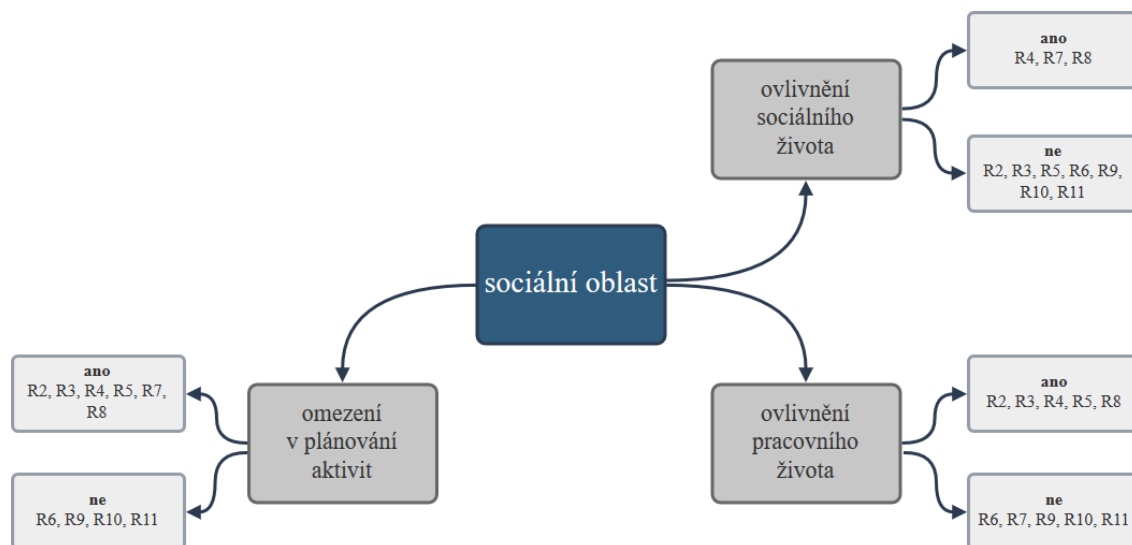 ano
R4, R7, R8
ovlivnění
sociálního
života
ne
R2, R3, R5, R6, R9,
R10, R11
sociální oblast
ano
R2, R3, R4, R5, R7,
R8
omezení
v plánování
aktivit
ne
R6, R9, R10, R11
ovlivnění
pracovního
života
ano
R2, R3, R4, R5, R8
ne
R6, R7, R9, R10, R11